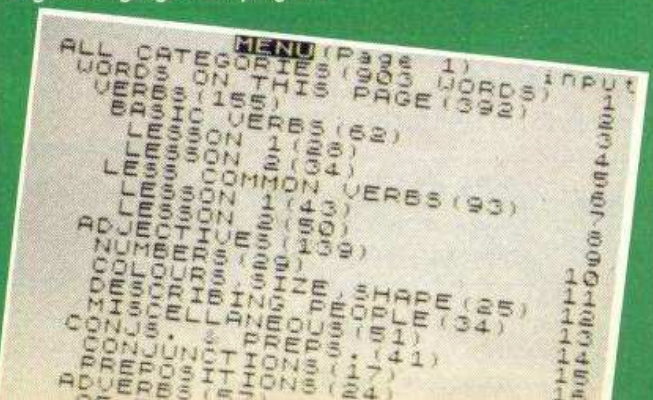 MENU(Page 1) input
ALL CATEGORIES(903 WORDS) 1
WORDS ON THIS PAGE(392) 2
VERBS(155) 3
BASIC VERBS(62) 4
LESSON 1(28) 5
LESSON 2(34) 6
LESS COMMON VERBS(93) 7
LESSON 1(43) 8
LESSON 2(50) 9
ADJECTIVES(139) 10
NUMBERS(29) 11
COLOURS,SIZE,SHAPE(25) 12
DESCRIBING PEOPLE(34) 13
MISCELLANEOUS(51) 14
CONJS., PREPS.(41) 15
CONJUNCTIONS(17) 16
PREPOSITIONS(24)
ADVERBS